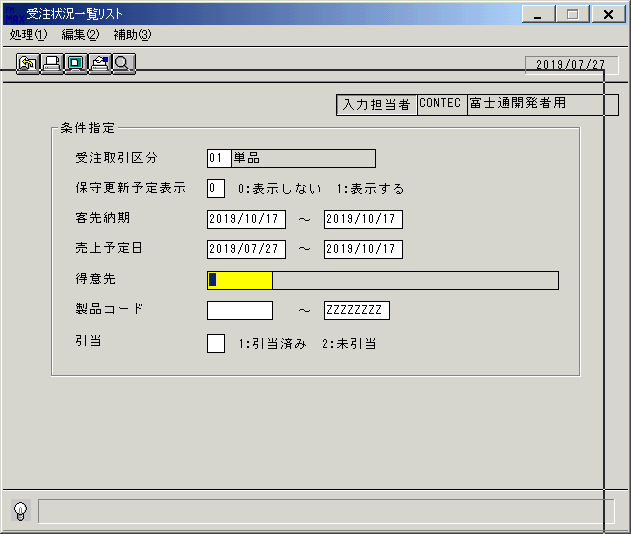 受注状況一覧リスト
処理(1) 編集(2) 補助(3)
2019/07/27
入力担当者 CONTEC 富士通開発者用
条件指定
受注取引区分 01 単品
保守更新予定表示 0 0:表示しない 1:表示する
客先納期 2019/10/17 ～ 2019/10/17
売上予定日 2019/07/27 ～ 2019/10/17
得意先
製品コード ～ ZZZZZZZZ
引当 1:引当済み 2:未引当